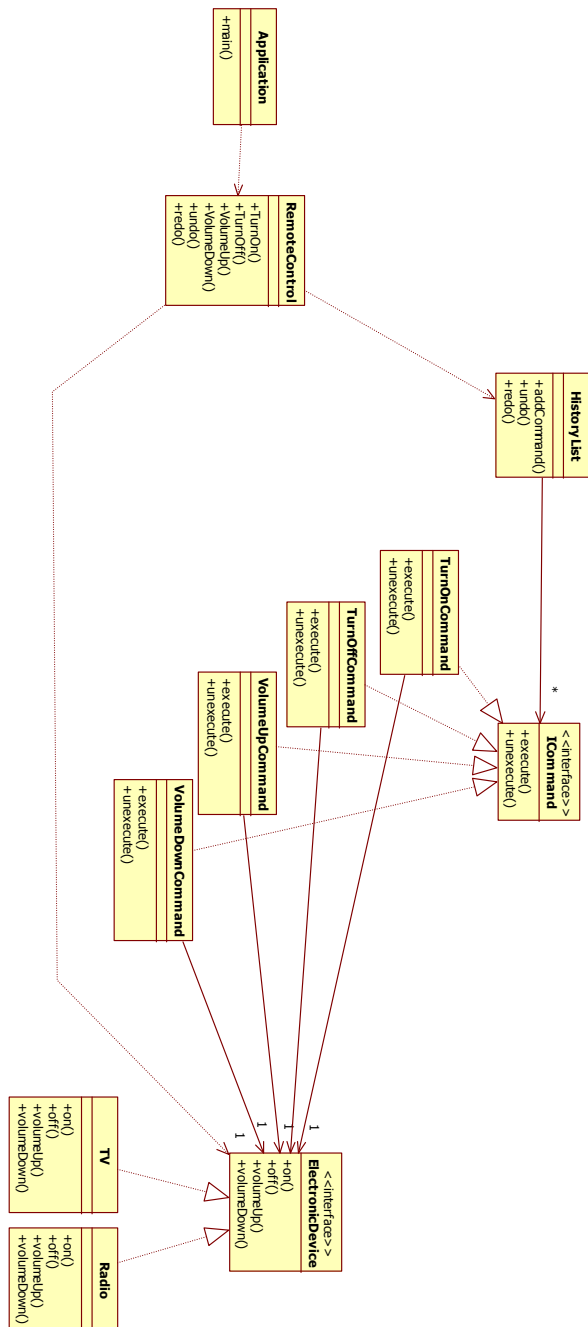 Application
+main()
RemoteControl
+TurnOn()
+TurnOff()
+VolumeUp()
+VolumeDown()
+undo()
+redo()
HistoryList
+addCommand()
+undo()
+redo()
*
<<interface>>
ICommand
+execute()
+unexecute()
TurnOnCommand
+execute()
+unexecute()
TurnOffCommand
+execute()
+unexecute()
VolumeUpCommand
+execute()
+unexecute()
VolumeDownCommand
+execute()
+unexecute()
1
1
1
1
<<interface>>
ElectronicDevice
+on()
+off()
+volumeUp()
+volumeDown()
TV
+on()
+off()
+volumeUp()
+volumeDown()
Radio
+on()
+off()
+volumeUp()
+volumeDown()